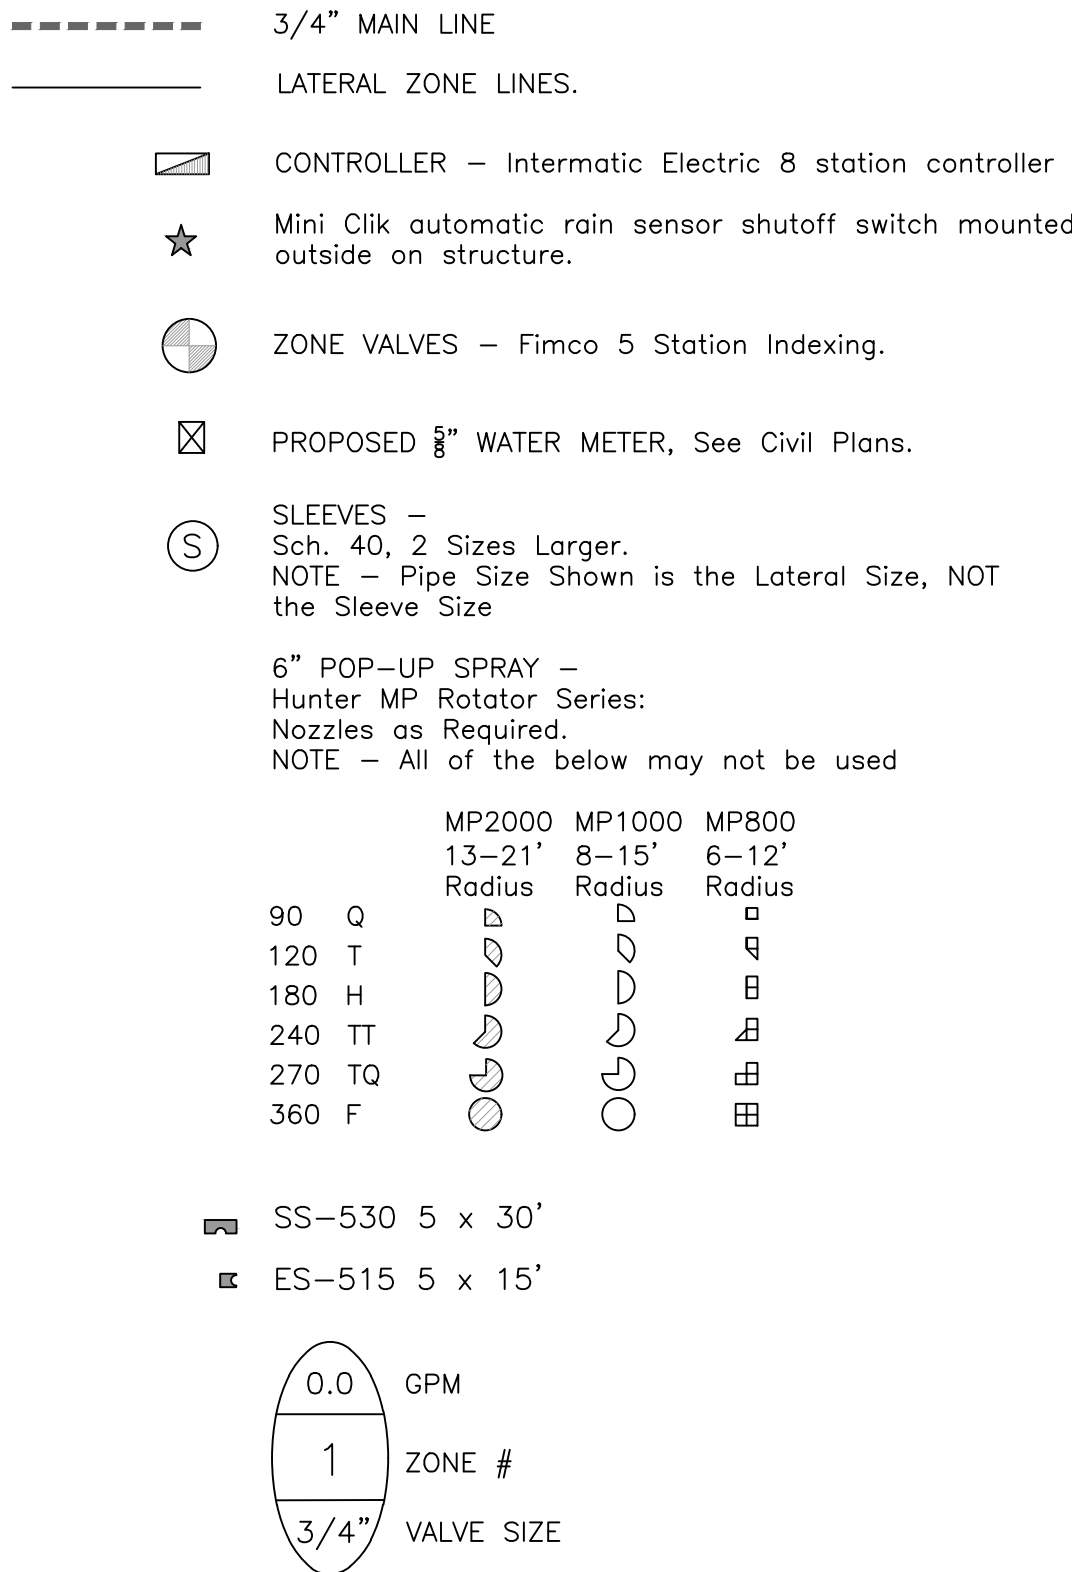 3/4” MAIN LINE
LATERAL ZONE LINES.
CONTROLLER – Intermatic Electric 8 station controller
Mini Clik automatic rain sensor shutoff switch mounted
outside on structure.
ZONE VALVES – Fimco 5 Station Indexing.
PROPOSED 5/8” WATER METER, See Civil Plans.
S
SLEEVES –
Sch. 40, 2 Sizes Larger.
NOTE – Pipe Size Shown is the Lateral Size, NOT
the Sleeve Size
6” POP–UP SPRAY –
Hunter MP Rotator Series:
Nozzles as Required.
NOTE – All of the below may not be used
MP2000 MP1000 MP800
13–21’ 8–15’ 6–12’
Radius Radius Radius
90 Q
120 T
180 H
240 TT
270 TQ
360 F
SS–530 5 x 30’
ES–515 5 x 15’
0.0 GPM
1 ZONE #
3/4” VALVE SIZE